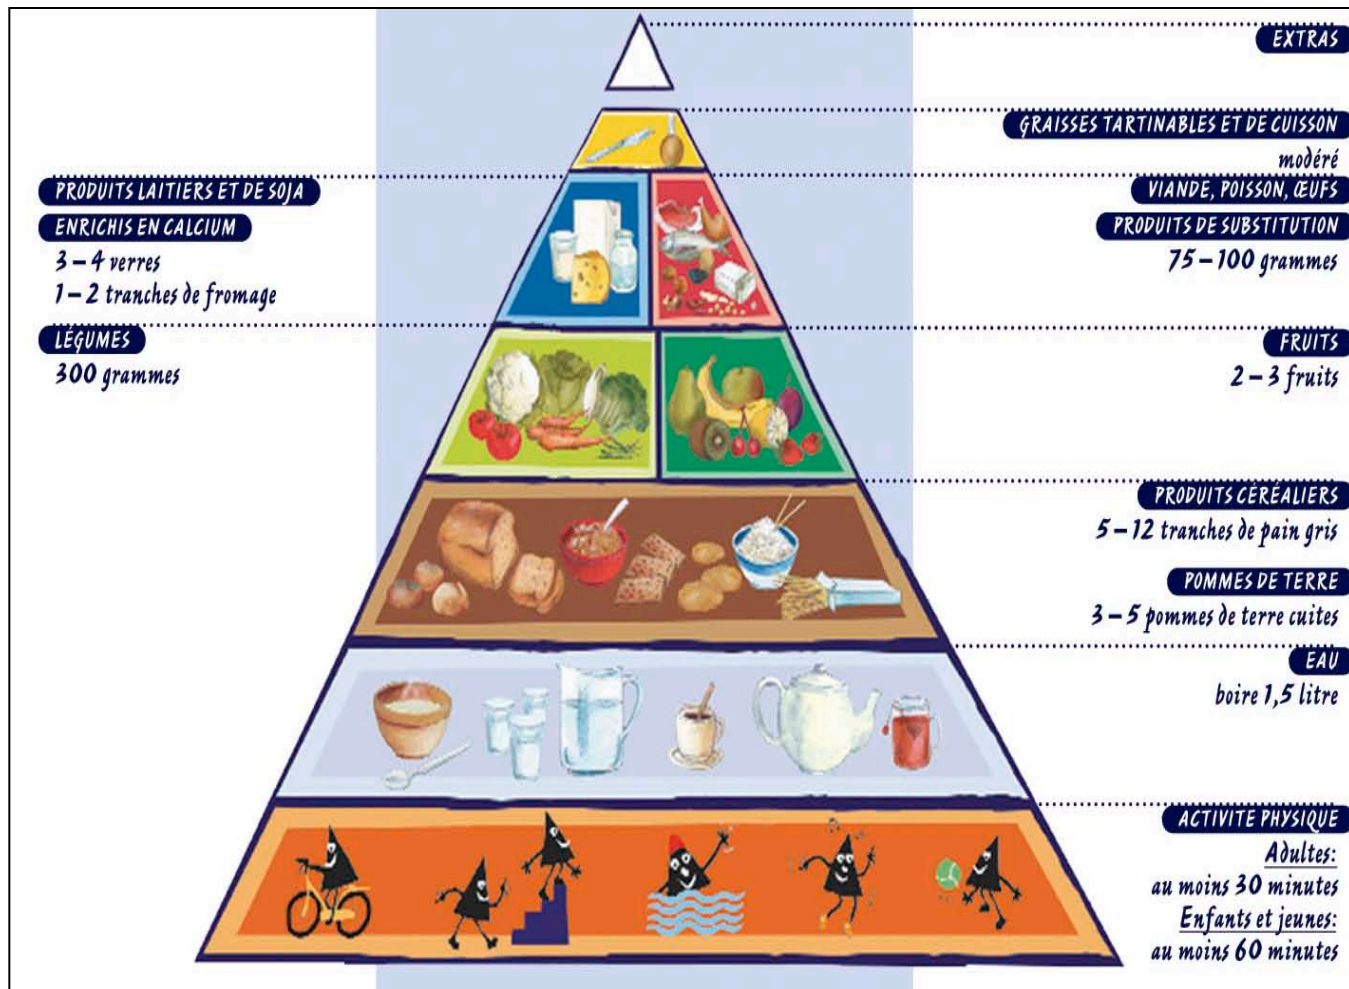 EXTRAS
GRAISSES TARTINABLES ET DE CUISSON
modéré
PRODUITS LAITIERS ET DE SOJA
ENRICHIS EN CALCIUM
3 – 4 verres
1 – 2 tranches de fromage
VIANDE, POISSON, ŒUFS
PRODUITS DE SUBSTITUTION
75 – 100 grammes
LÉGUMES
300 grammes
FRUITS
2 – 3 fruits
PRODUITS CÉRÉALIERS
5 – 12 tranches de pain gris
POMMES DE TERRE
3 – 5 pommes de terre cuites
EAU
boire 1,5 litre
ACTIVITE PHYSIQUE
Adultes:
au moins 30 minutes
Enfants et jeunes:
au moins 60 minutes